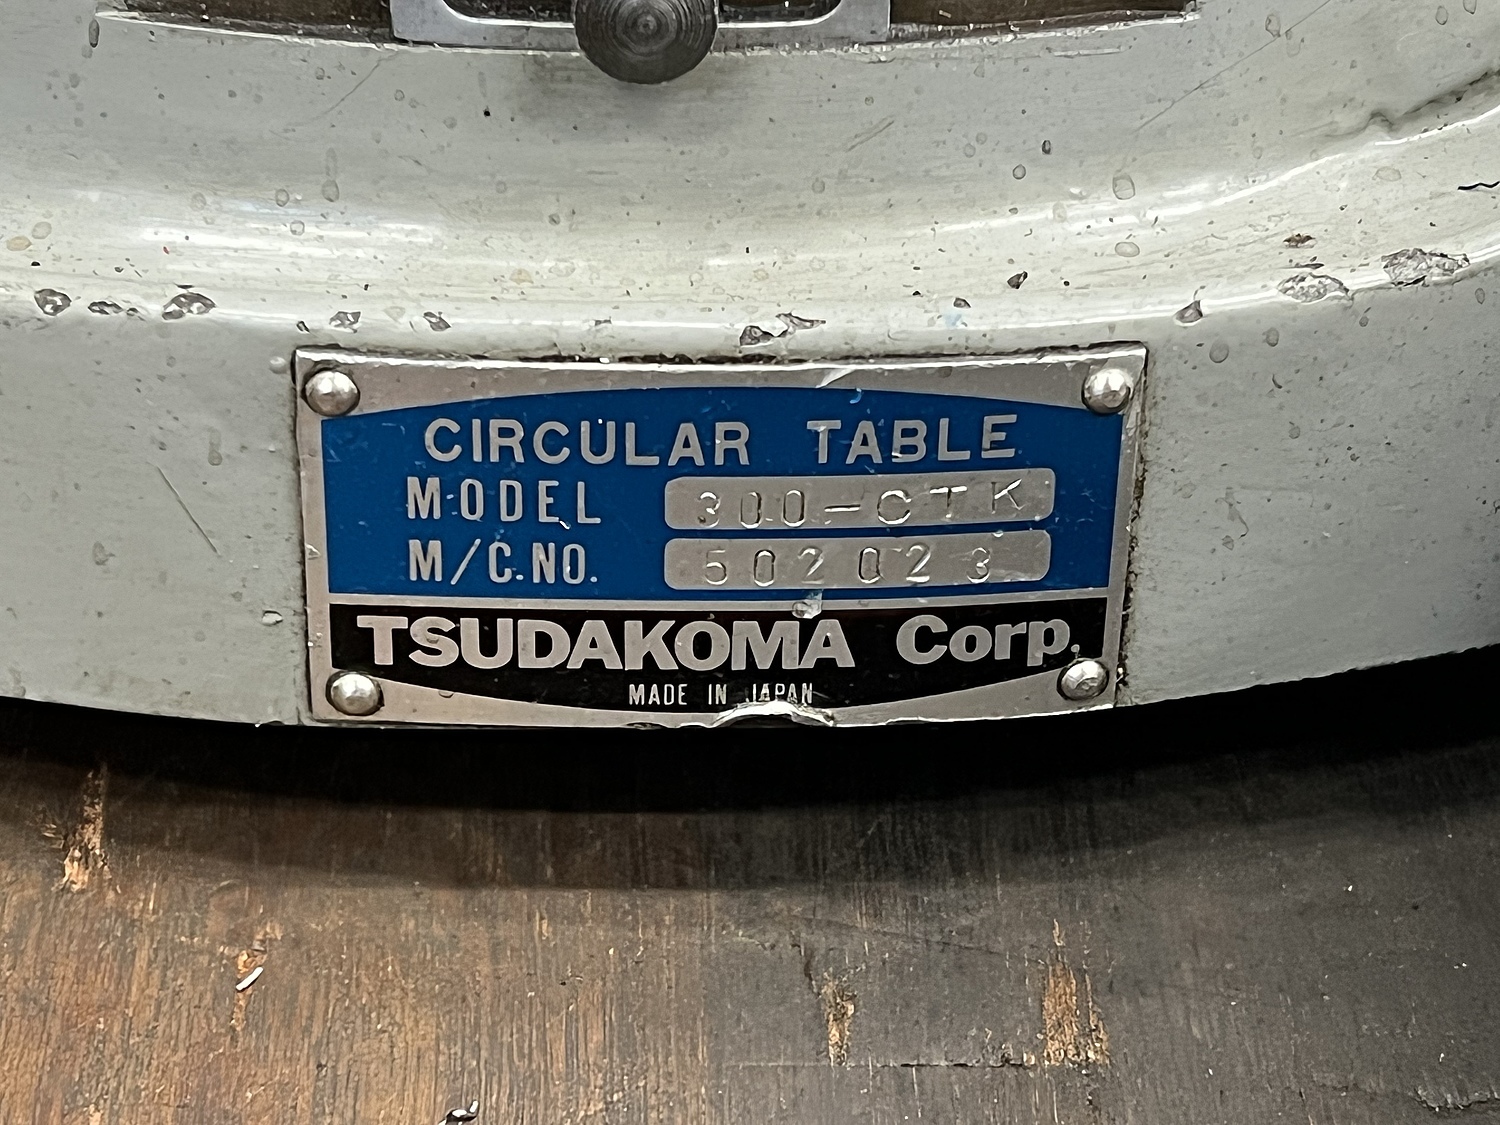 CIRCULAR TABLE
MODEL 300-CTK
M/C.NO. 502023
TSUDAKOMA Corp.
MADE IN JAPAN